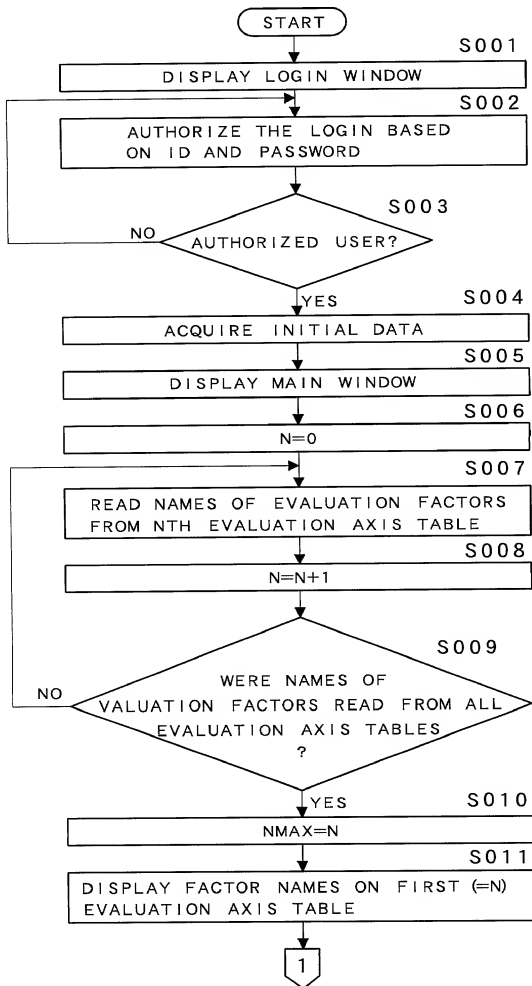 START
S001
DISPLAY LOGIN WINDOW
S002
AUTHORIZE THE LOGIN BASED
ON ID AND PASSWORD
S003
NO
AUTHORIZED USER?
YES
S004
ACQUIRE INITIAL DATA
S005
DISPLAY MAIN WINDOW
S006
N=0
S007
READ NAMES OF EVALUATION FACTORS
FROM NTH EVALUATION AXIS TABLE
S008
N=N+1
S009
NO
WERE NAMES OF
VALUATION FACTORS READ FROM ALL
EVALUATION AXIS TABLES
?
YES
S010
NMAX=N
S011
DISPLAY FACTOR NAMES ON FIRST (=N)
EVALUATION AXIS TABLE
1